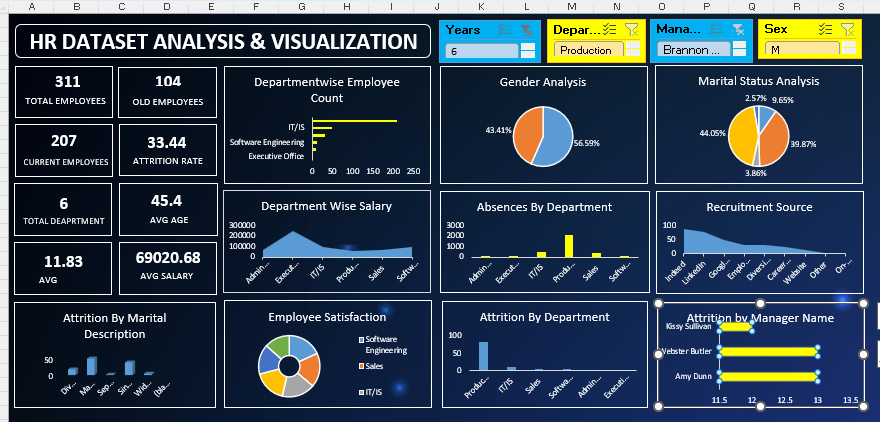 A B C D E F G H I J K L M N O P Q R S
HR DATASET ANALYSIS & VISUALIZATION
Years
6
Depar...
Production
Mana...
Brannon ...
Sex
M
311
TOTAL EMPLOYEES
104
OLD EMPLOYEES
207
CURRENT EMPLOYEES
33.44
ATTRITION RATE
6
TOTAL DEAPRTMENT
45.4
AVG AGE
11.83
AVG
69020.68
AVG SALARY
Departmentwise Employee
Count
IT/IS
Software Engineering
Executive Office
0 50 100 150 200 250
Gender Analysis
43.41%
56.59%
Marital Status Analysis
2.57%
9.65%
44.05%
39.87%
3.86%
Department Wise Salary
300000
200000
100000
0
Admin...
Execut...
IT/IS
Produ...
Sales
Softw...
Absences By Department
3000
2000
1000
0
Admin...
Execut...
IT/IS
Produ...
Sales
Softw...
Recruitment Source
100
50
0
Indeed
LinkedIn
Googl...
Emplo...
Diversi...
Career...
Website
Other
On-...
Attrition By Marital
Description
50
0
Div...
Ma...
Sep...
Sin...
Wid...
(bla...
Employee Satisfaction
Software
Engineering
Sales
IT/IS
Attrition By Department
100
50
0
Produc...
IT/IS
Sales
Softwa...
Admin...
Executi...
Attrition by Manager Name
Kissy Sullivan
Webster Butler
Amy Dunn
11.5 12 12.5 13 13.5